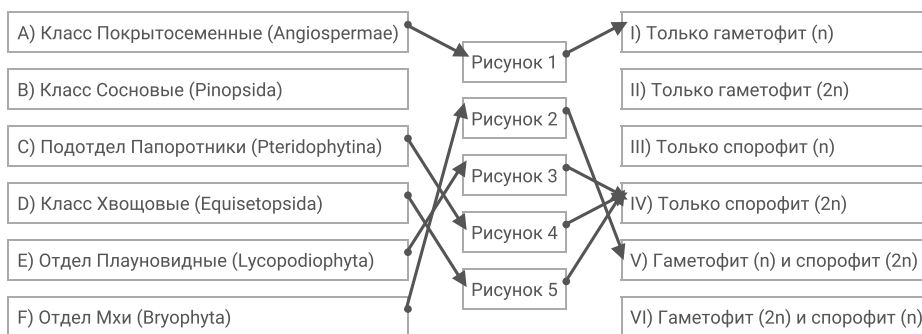 A) Класс Покрытосеменные (Angiospermae)
B) Класс Сосновые (Pinopsida)
C) Подотдел Папоротники (Pteridophytina)
D) Класс Хвощовые (Equisetopsida)
E) Отдел Плауновидные (Lycopodiophyta)
F) Отдел Мхи (Bryophyta)
Рисунок 1
Рисунок 2
Рисунок 3
Рисунок 4
Рисунок 5
I) Только гаметофит (n)
II) Только гаметофит (2n)
III) Только спорофит (n)
IV) Только спорофит (2n)
V) Гаметофит (n) и спорофит (2n)
VI) Гаметофит (2n) и спорофит (n)